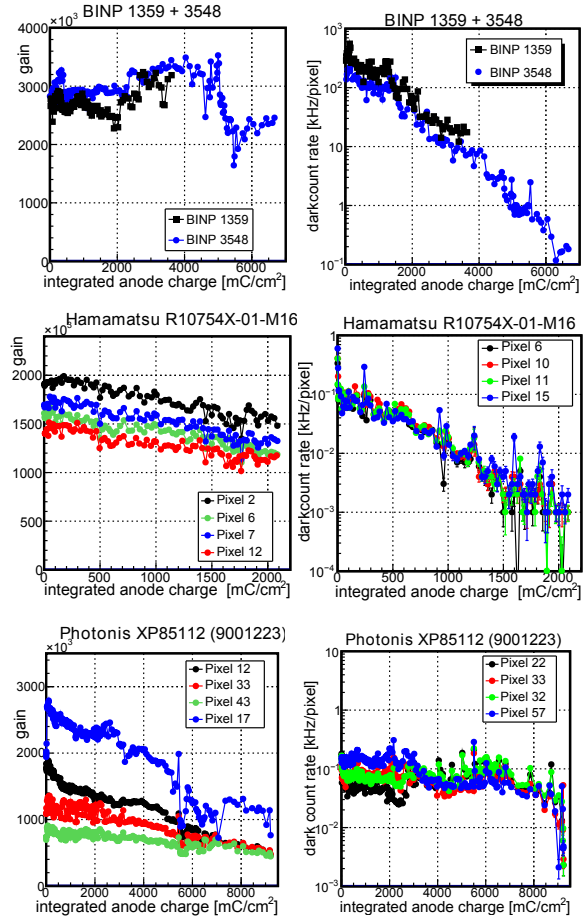 BINP 1359 + 3548
×10³
gain
4000
3000
2000
1000
0
BINP 1359
BINP 3548
0 2000 4000 6000
integrated anode charge [mC/cm²]
BINP 1359 + 3548
darkcount rate [kHz/pixel]
10³
10²
10
1
10⁻¹
BINP 1359
BINP 3548
0 2000 4000 6000
integrated anode charge [mC/cm²]
Hamamatsu R10754X-01-M16
×10³
gain
2000
1500
1000
500
0
Pixel 2
Pixel 6
Pixel 7
Pixel 12
0 500 1000 1500 2000
integrated anode charge [mC/cm²]
Hamamatsu R10754X-01-M16
darkcount rate [kHz/pixel]
1
10⁻¹
10⁻²
10⁻³
10⁻⁴
Pixel 6
Pixel 10
Pixel 11
Pixel 15
0 500 1000 1500 2000
integrated anode charge [mC/cm²]
Photonis XP85112 (9001223)
×10³
gain
3000
2000
1000
0
Pixel 12
Pixel 33
Pixel 43
Pixel 17
0 2000 4000 6000 8000
integrated anode charge [mC/cm²]
Photonis XP85112 (9001223)
dark count rate [kHz/pixel]
10
1
10⁻¹
10⁻²
10⁻³
Pixel 22
Pixel 33
Pixel 32
Pixel 57
0 2000 4000 6000 8000
integrated anode charge [mC/cm²]